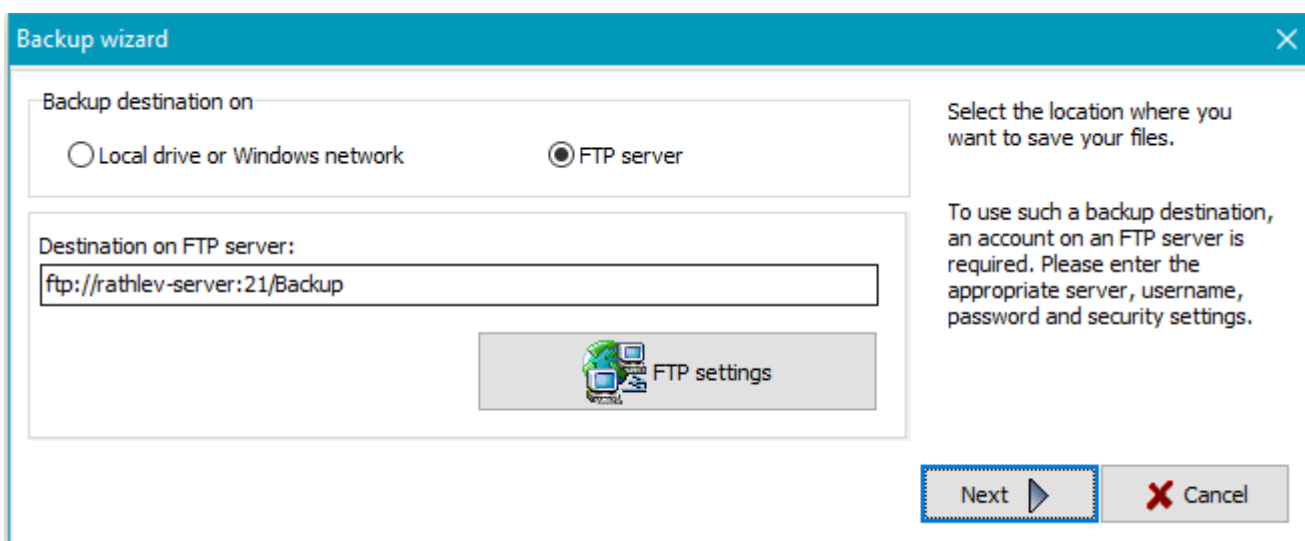 Backup wizard
Backup destination on
Local drive or Windows network
FTP server
Select the location where you
want to save your files.
To use such a backup destination,
an account on an FTP server is
required. Please enter the
appropriate server, username,
password and security settings.
Destination on FTP server:
ftp://rathlev-server:21/Backup
FTP settings
Next
Cancel